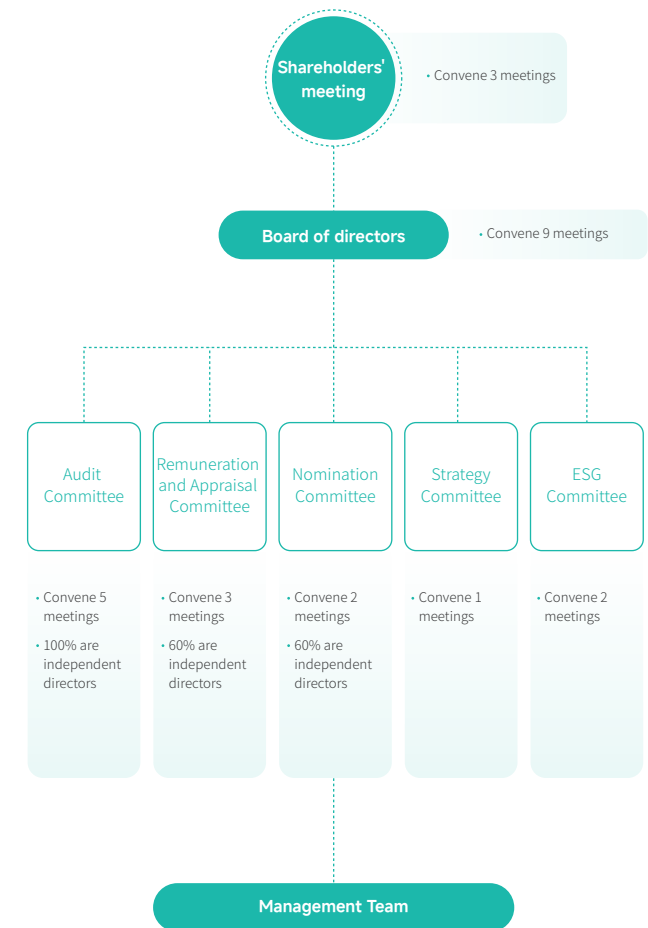 Shareholders'
meeting
• Convene 3 meetings
Board of directors
• Convene 9 meetings
Audit
Committee
Remuneration
and Appraisal
Committee
Nomination
Committee
Strategy
Committee
ESG
Committee
• Convene 5
meetings
• 100% are
independent
directors
• Convene 3
meetings
• 60% are
independent
directors
• Convene 2
meetings
• 60% are
independent
directors
• Convene 1
meetings
• Convene 2
meetings
Management Team